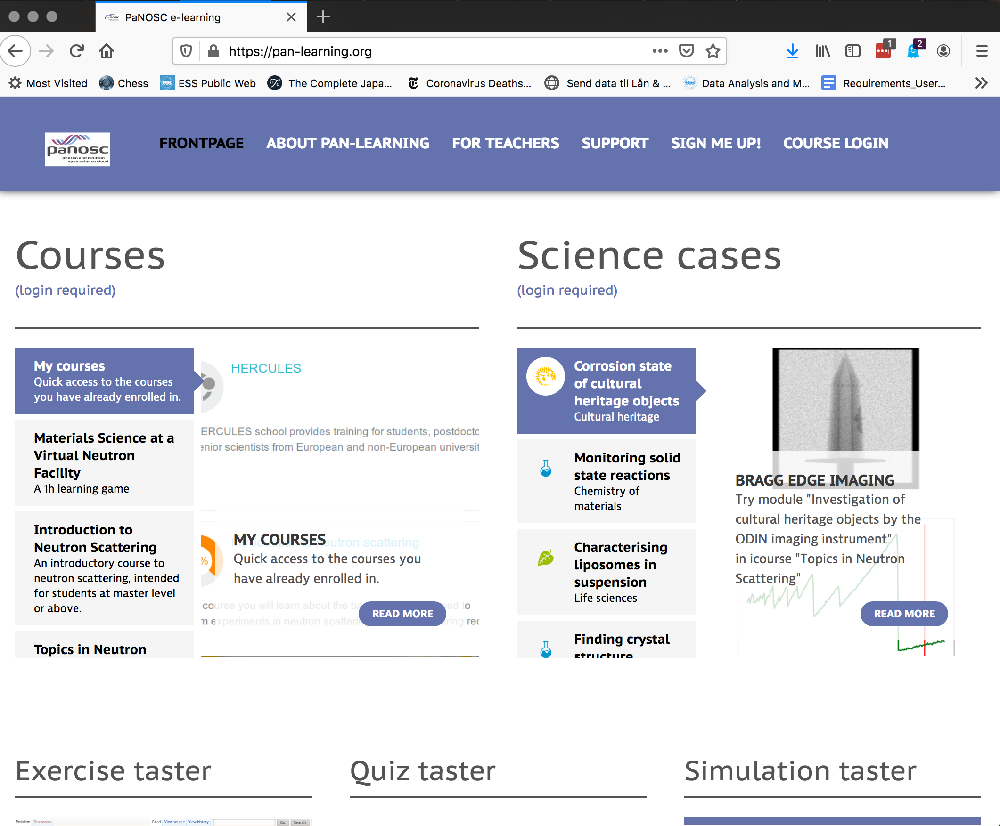 PaNOSC e-learning
https://pan-learning.org
1
2
Most Visited
Chess
ESS Public Web
The Complete Japa...
Coronavirus Deaths...
Send data til Lån & ...
Data Analysis and M...
Requirements_User...
panosc
photon and neutron
open science cloud
FRONTPAGE
ABOUT PAN-LEARNING
FOR TEACHERS
SUPPORT
SIGN ME UP!
COURSE LOGIN
Courses
(login required)
My courses
Quick access to the courses
you have already enrolled in.
Materials Science at a
Virtual Neutron
Facility
A 1h learning game
Introduction to
Neutron Scattering
An introductory course to
neutron scattering, intended
for students at master level
or above.
Topics in Neutron
HERCULES
ERCULES school provides training for students, postdocto
enior scientists from European and non-European universit
neutron scattering
MY COURSES
Quick access to the courses you
have already enrolled in.
%
course you will learn about the ba sed to
m experiments in neutron scatterin ring rec
READ MORE
Science cases
(login required)
Corrosion state
of cultural
heritage objects
Cultural heritage
Monitoring solid
state reactions
Chemistry of
materials
Characterising
liposomes in
suspension
Life sciences
Finding crystal
structure
BRAGG EDGE IMAGING
Try module "Investigation of
cultural heritage objects by the
ODIN imaging instrument"
in icourse "Topics in Neutron
Scattering"
READ MORE
Exercise taster
Problem Discussion Read View source View history Go Search
Quiz taster
Simulation taster